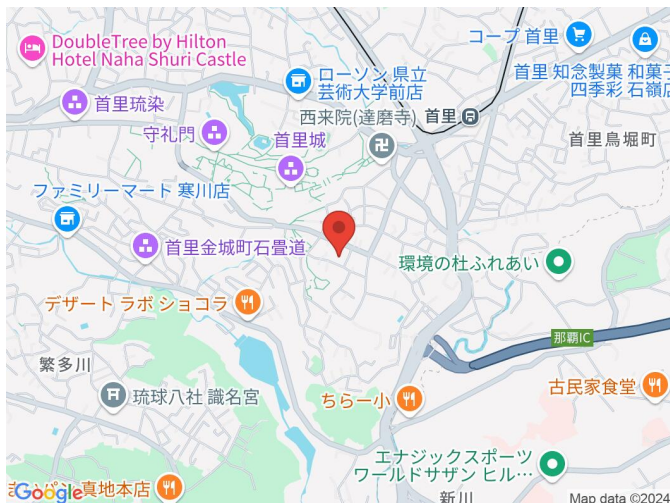 DoubleTree by Hilton
Hotel Naha Shuri Castle
コープ 首里
ローソン 県立
芸術大学前店
首里 知念製菓 和菓子
四季彩 石嶺店
首里琉染
西来院(達磨寺)
首里
守礼門
首里城
首里鳥堀町
ファミリーマート 寒川店
首里金城町石畳道
環境の杜ふれあい
デザート ラボ ショコラ
那覇IC
繁多川
琉球八社 識名宮
ちらー小
古民家食堂
エナジックスポーツ
ワールドサザン ヒル…
パン 真地本店
新川
Google
Map data ©2024